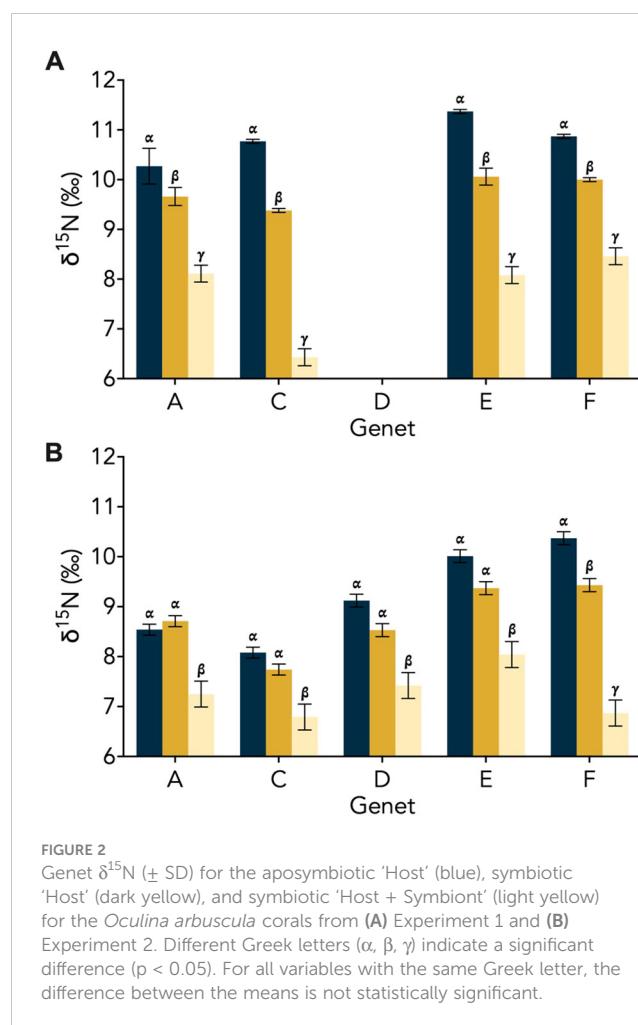 A
12
11
10
9
8
7
6
δ¹⁵N (‰)
α β γ
α β γ
α β γ
α β γ
A C D E F
Genet
B
12
11
10
9
8
7
6
δ¹⁵N (‰)
α α β
α α β
α α β
α α β
α β γ
A C D E F
Genet
FIGURE 2
Genet δ¹⁵N (± SD) for the aposymbiotic ‘Host’ (blue), symbiotic
‘Host’ (dark yellow), and symbiotic ‘Host + Symbiont’ (light yellow)
for the Oculina arbuscula corals from (A) Experiment 1 and (B)
Experiment 2. Different Greek letters (α, β, γ) indicate a significant
difference (p < 0.05). For all variables with the same Greek letter, the
difference between the means is not statistically significant.